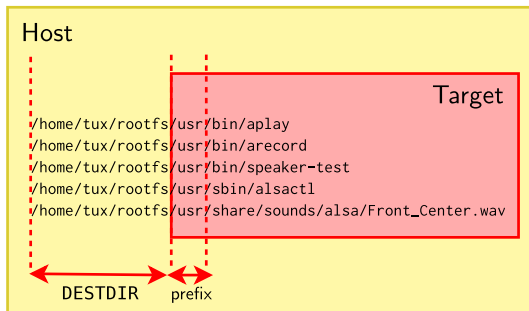 Host
Target
/home/tux/rootfs/usr/bin/aplay
/home/tux/rootfs/usr/bin/arecord
/home/tux/rootfs/usr/bin/speaker-test
/home/tux/rootfs/usr/sbin/alsactl
/home/tux/rootfs/usr/share/sounds/alsa/Front_Center.wav
DESTDIR prefix